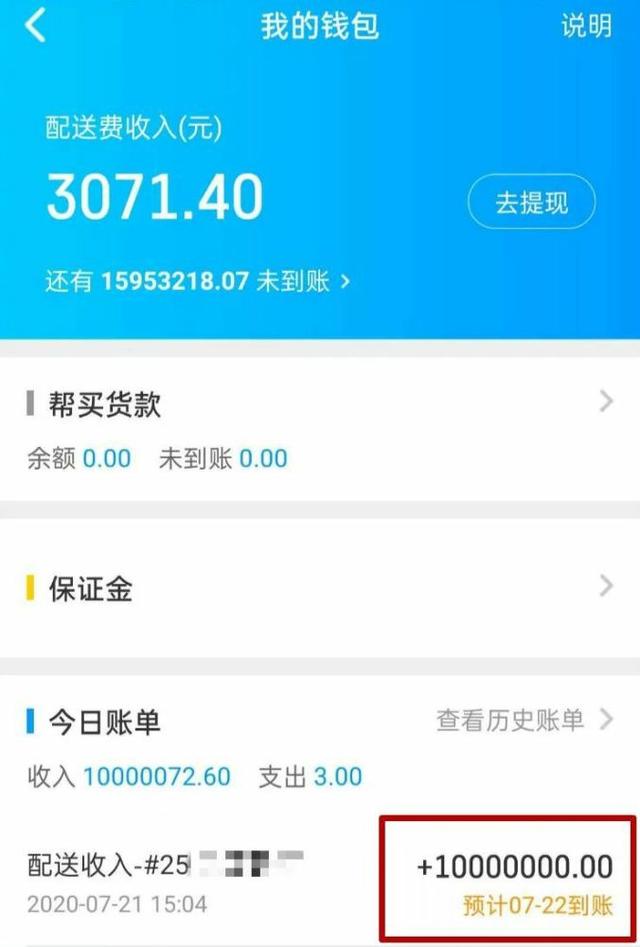 我的钱包 说明
配送费收入(元)
3071.40 去提现
还有 15953218.07 未到账
帮买货款
余额 0.00 未到账 0.00
保证金
今日账单 查看历史账单
收入 10000072.60 支出 3.00
配送收入-#25 +10000000.00
2020-07-21 15:04 预计07-22到账